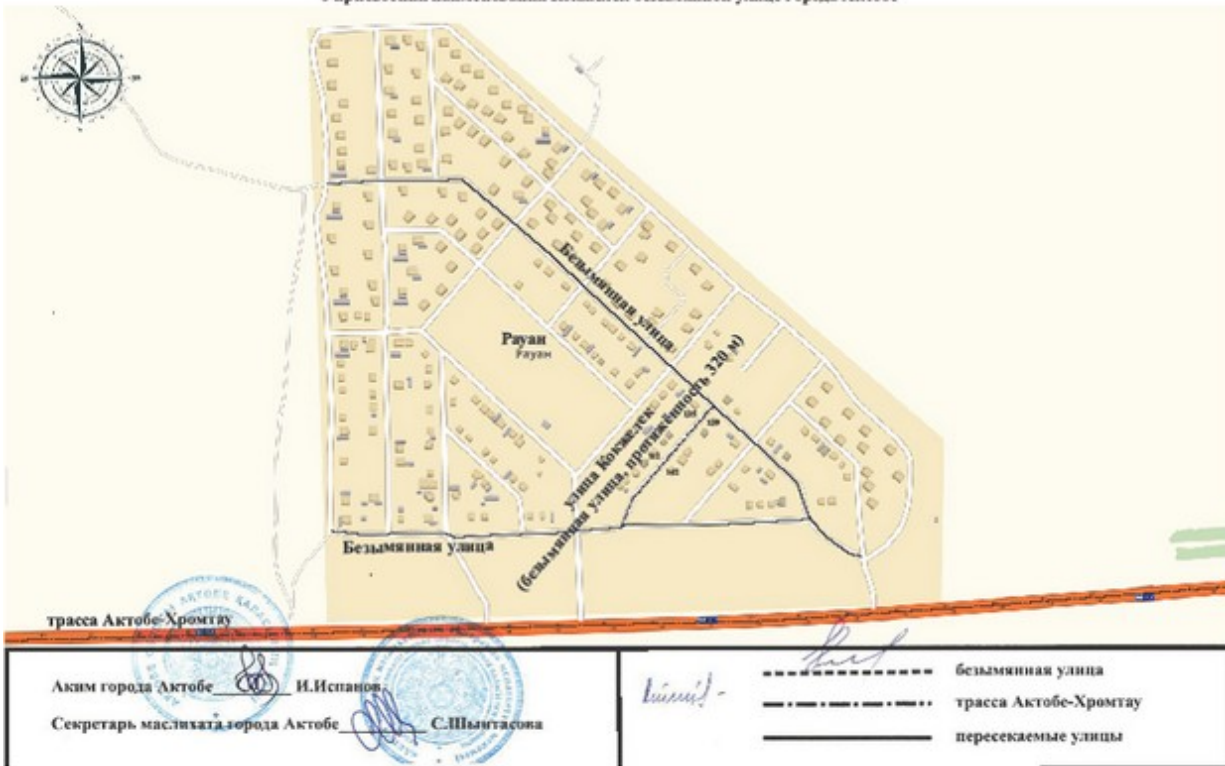 Безымянная улица
Рауан
Рауан
улица Кокжелек
(безымянная улица, протяжённость 320 м)
Безымянная улица
трасса Актобе-Хромтау
Аким города Актобе И.Испанов
Секретарь маслихата города Актобе С.Шынтасова
безымянная улица
трасса Актобе-Хромтау
пересекаемые улицы